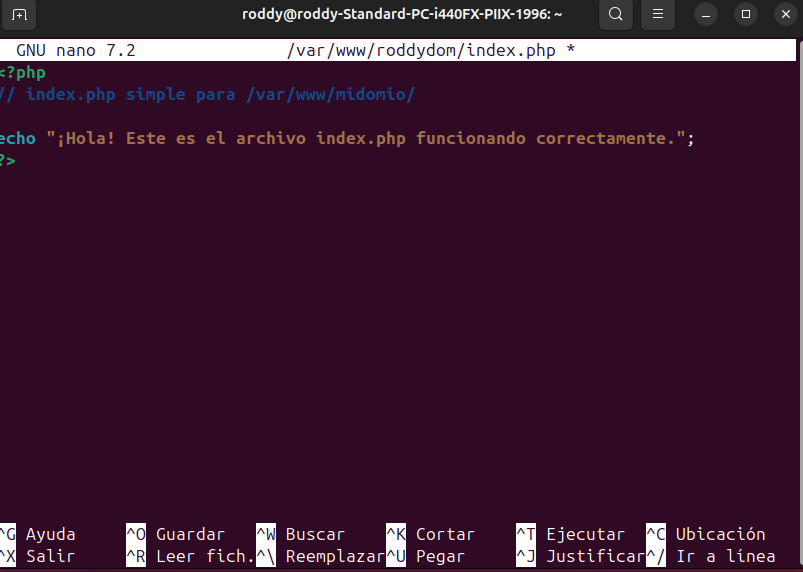 roddy@roddy-Standard-PC-i440FX-PIIX-1996: ~
GNU nano 7.2 /var/www/roddydom/index.php *
<?php
// index.php simple para /var/www/midomio/
echo "¡Hola! Este es el archivo index.php funcionando correctamente.";
?>
^G Ayuda ^O Guardar ^W Buscar ^K Cortar ^T Ejecutar ^C Ubicación
^X Salir ^R Leer fich. ^\ Reemplazar ^U Pegar ^J Justificar ^/ Ir a línea